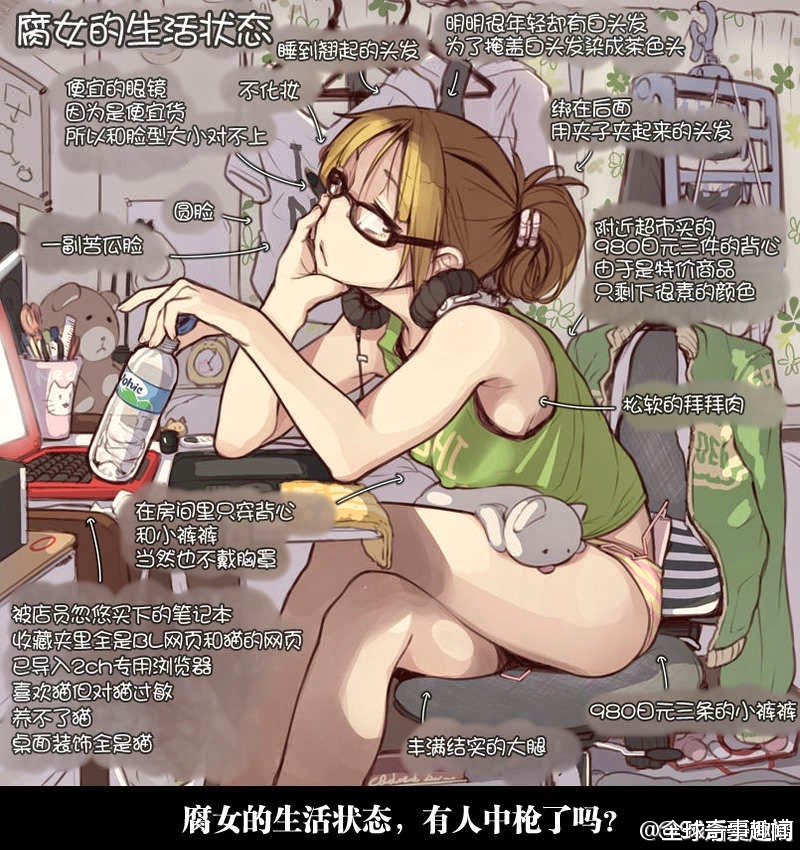 腐女的生活状态
睡到翘起的头发
明明很年轻却有白头发
为了掩盖白头发染成茶色头
便宜的眼镜
因为是便宜货
所以和脸型大小对不上
不化妆
绑在后面
用夹子夹起来的头发
圆脸
一副苦瓜脸
附近超市买的
980日元三件的背心
由于是特价商品
只剩下很素的颜色
松软的拜拜肉
在房间里只穿背心
和小裤裤
当然也不戴胸罩
被店员忽悠买下的笔记本
收藏夹里全是BL网页和猫的网页
已导入2ch专用浏览器
喜欢猫但对猫过敏
养不了猫
桌面装饰全是猫
980日元三条的小裤裤
丰满结实的大腿
腐女的生活状态，有人中枪了吗？
@全球奇事趣闻